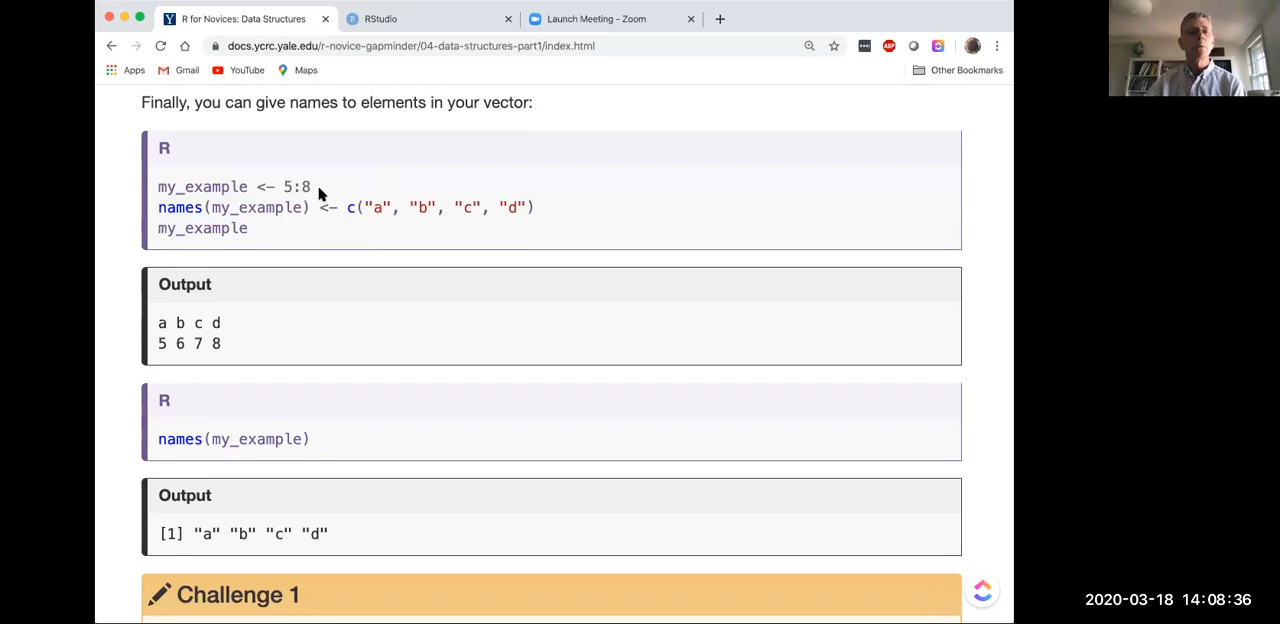 R for Novices: Data Structures
RStudio
Launch Meeting - Zoom
docs.ycrc.yale.edu/r-novice-gapminder/04-data-structures-part1/index.html
ABP
Apps
Gmail
YouTube
Maps
Other Bookmarks
Finally, you can give names to elements in your vector:
R
my_example <- 5:8
names(my_example) <- c("a", "b", "c", "d")
my_example
Output
a b c d
5 6 7 8
R
names(my_example)
Output
[1] "a" "b" "c" "d"
Challenge 1
2020-03-18 14:08:36